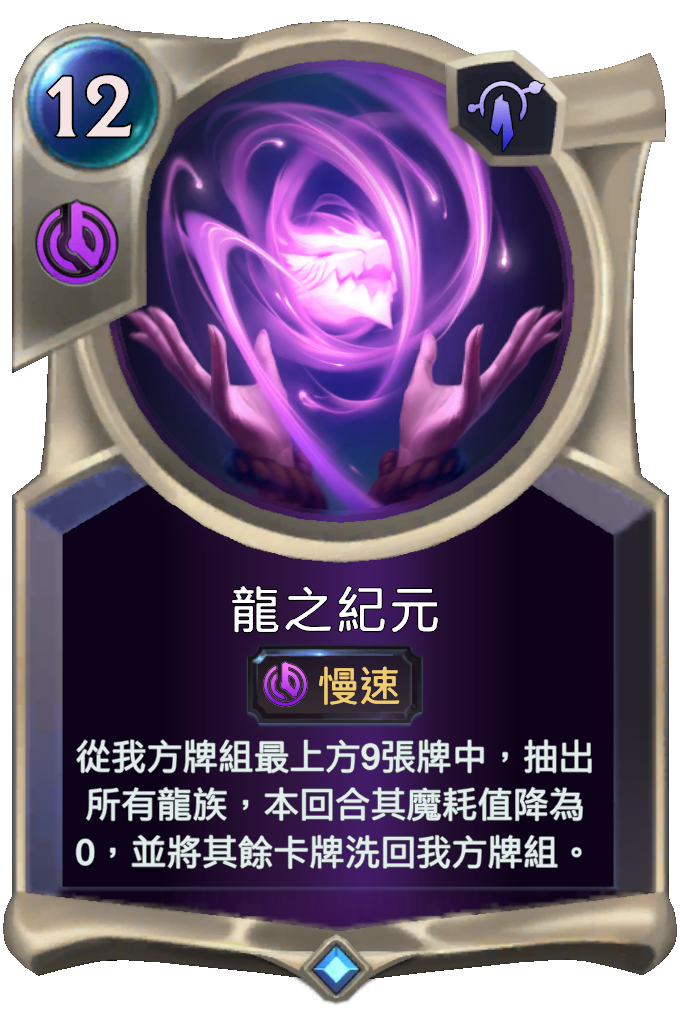 12
龍之紀元
慢速
從我方牌組最上方9張牌中，抽出
所有龍族，本回合其魔耗值降為
0，並將其餘卡牌洗回我方牌組。